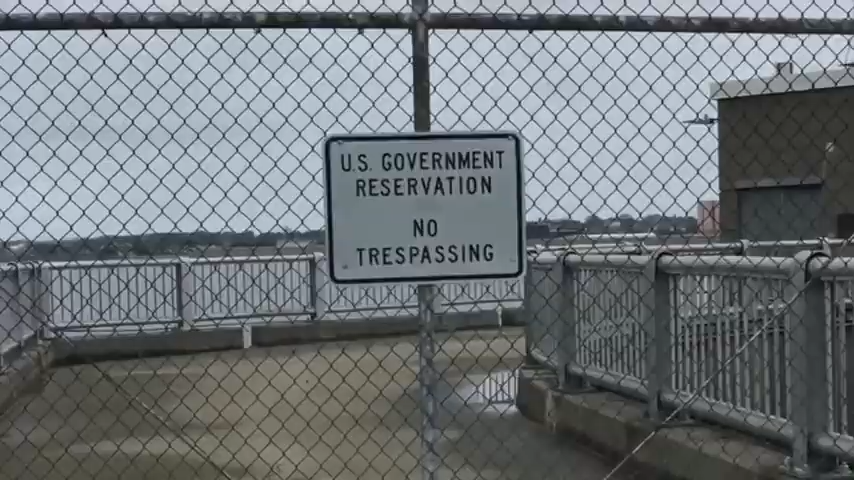 U.S. GOVERNMENT
RESERVATION
NO
TRESPASSING